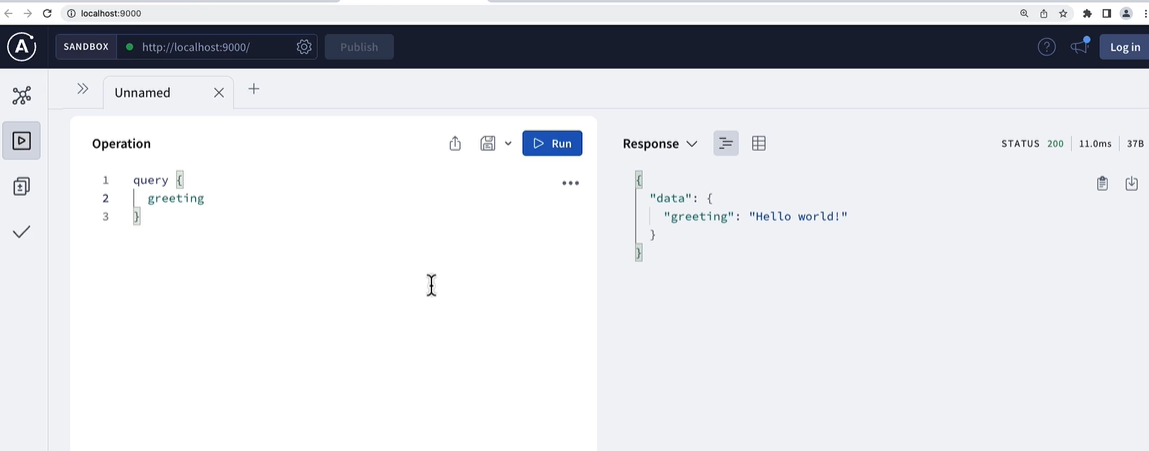 localhost:9000
A SANDBOX http://localhost:9000/ Publish ? Log in
Unnamed
Operation Run
1 query {
2 greeting
3 }
Response STATUS 200 11.0ms 37B
{
"data": {
"greeting": "Hello world!"
}
}